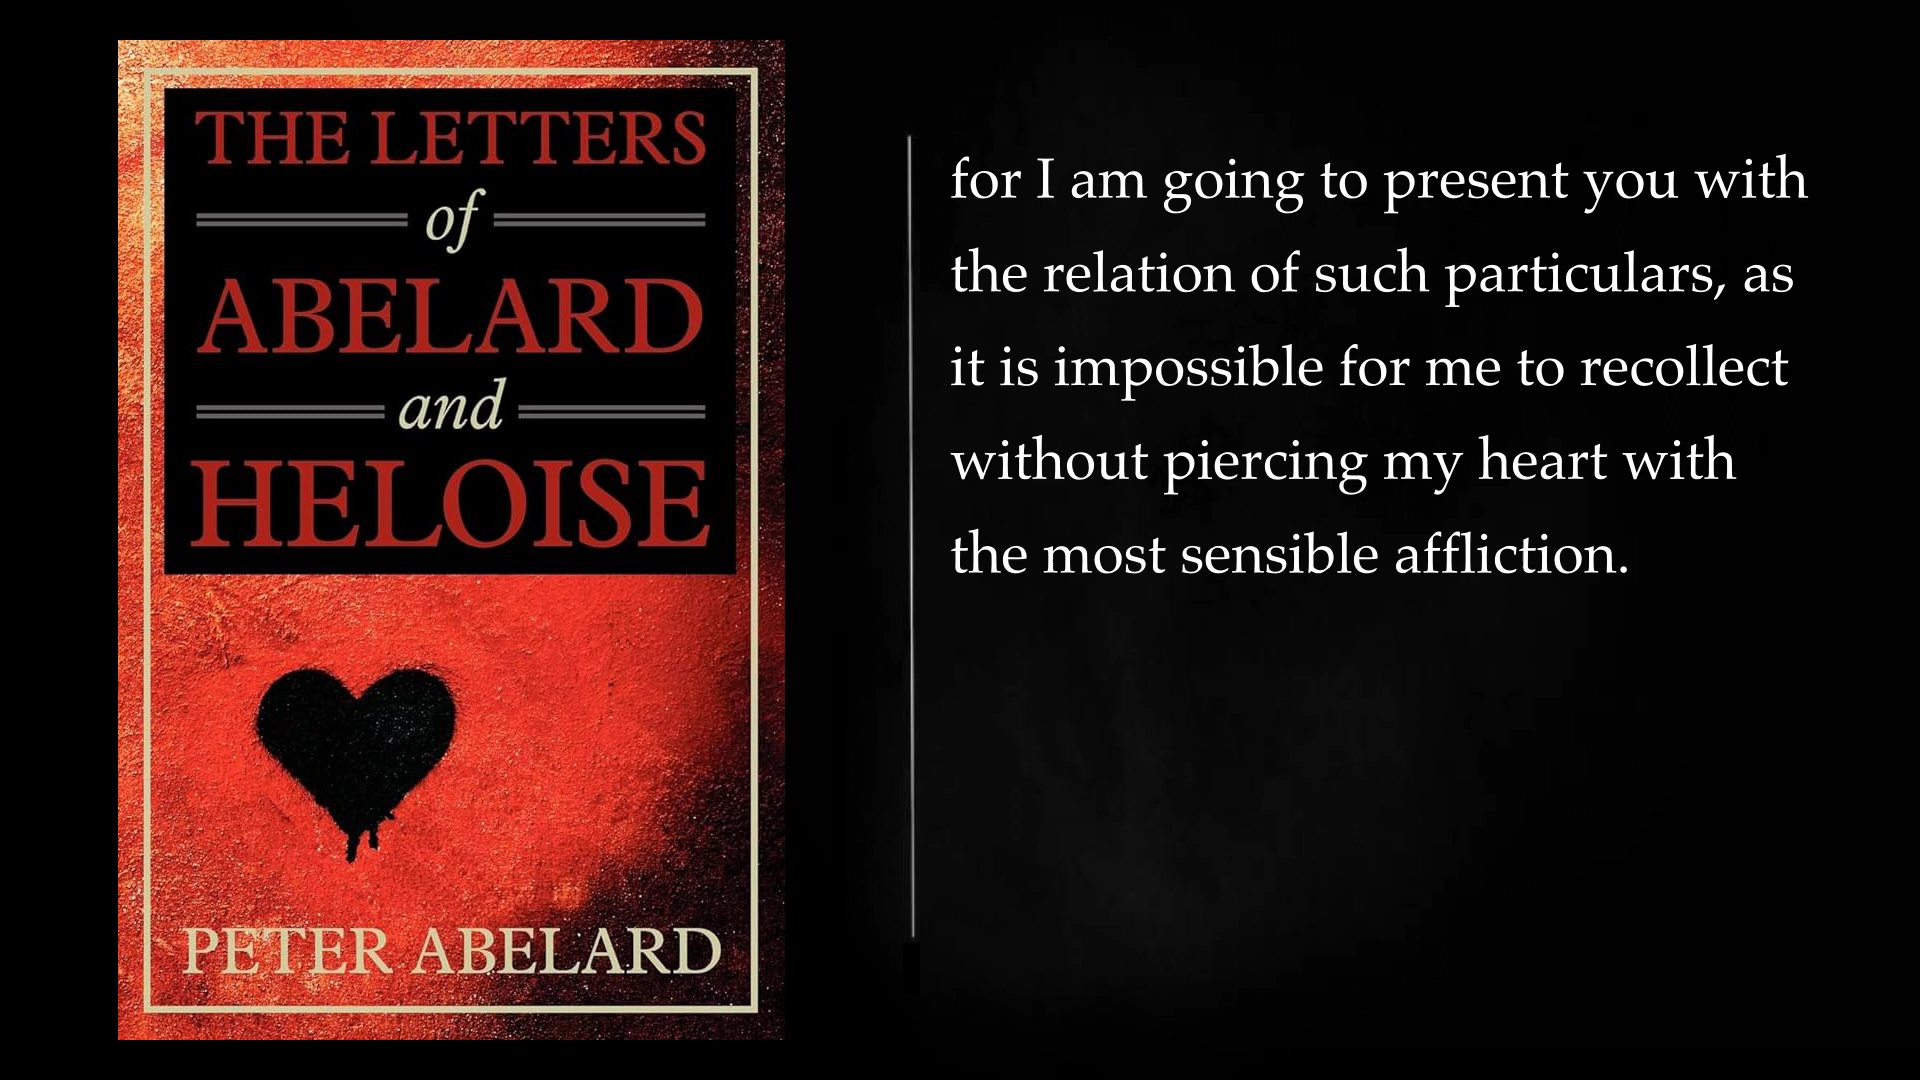 THE LETTERS
of
ABELARD
and
HELOISE
PETER ABELARD
for I am going to present you with
the relation of such particulars, as
it is impossible for me to recollect
without piercing my heart with
the most sensible affliction.